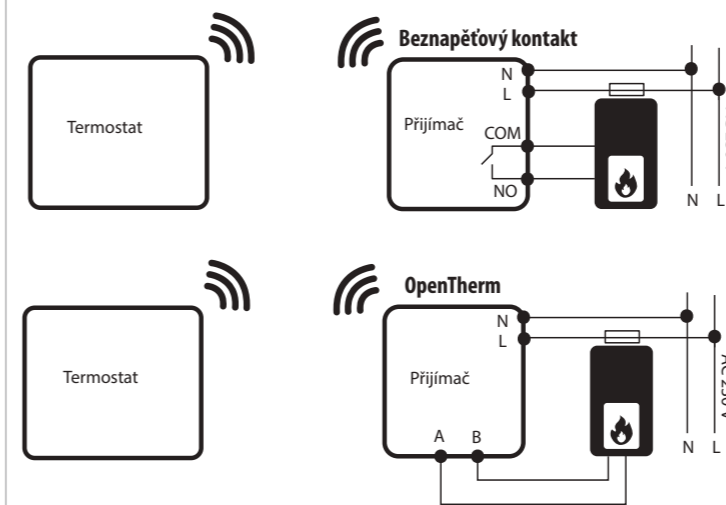 Beznapěťový kontakt
Termostat
Přijímač
N
L
COM
NO
N L
OpenTherm
Termostat
Přijímač
N
L
A B
N L